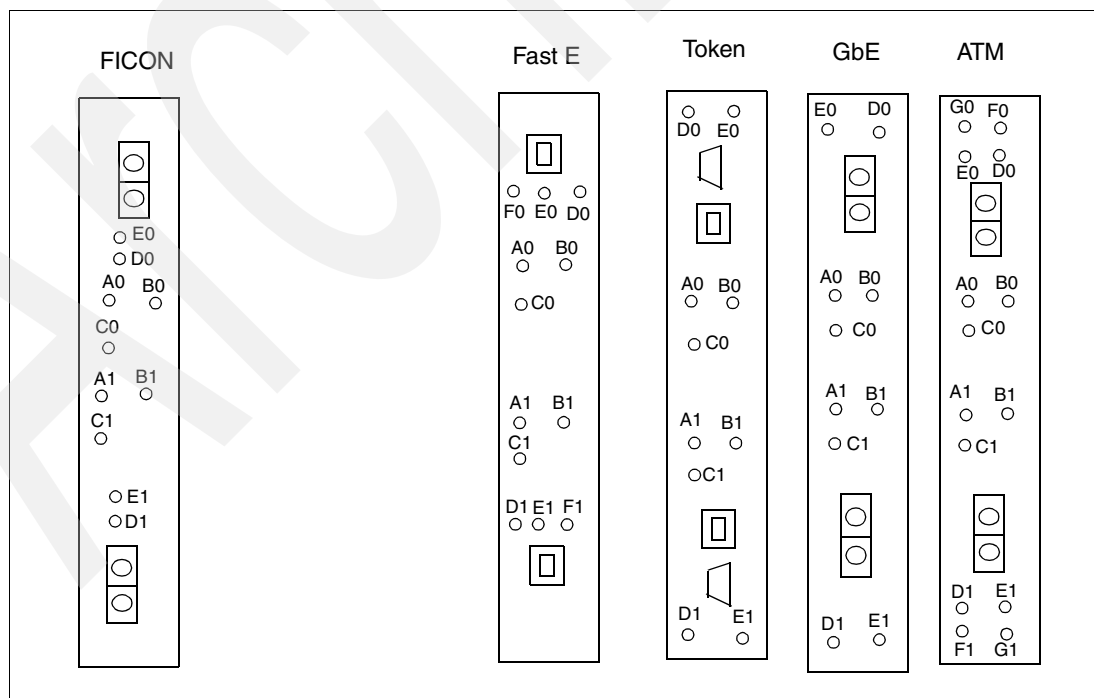 FICON
E0
D0
A0 B0
C0
A1 B1
C1
E1
D1
Fast E
F0 E0 D0
A0 B0
C0
A1 B1
C1
D1 E1 F1
Token
D0 E0
A0 B0
C0
A1 B1
C1
D1 E1
GbE
E0 D0
A0 B0
C0
A1 B1
C1
D1 E1
ATM
G0 F0
E0 D0
A0 B0
C0
A1 B1
C1
D1 E1
F1 G1